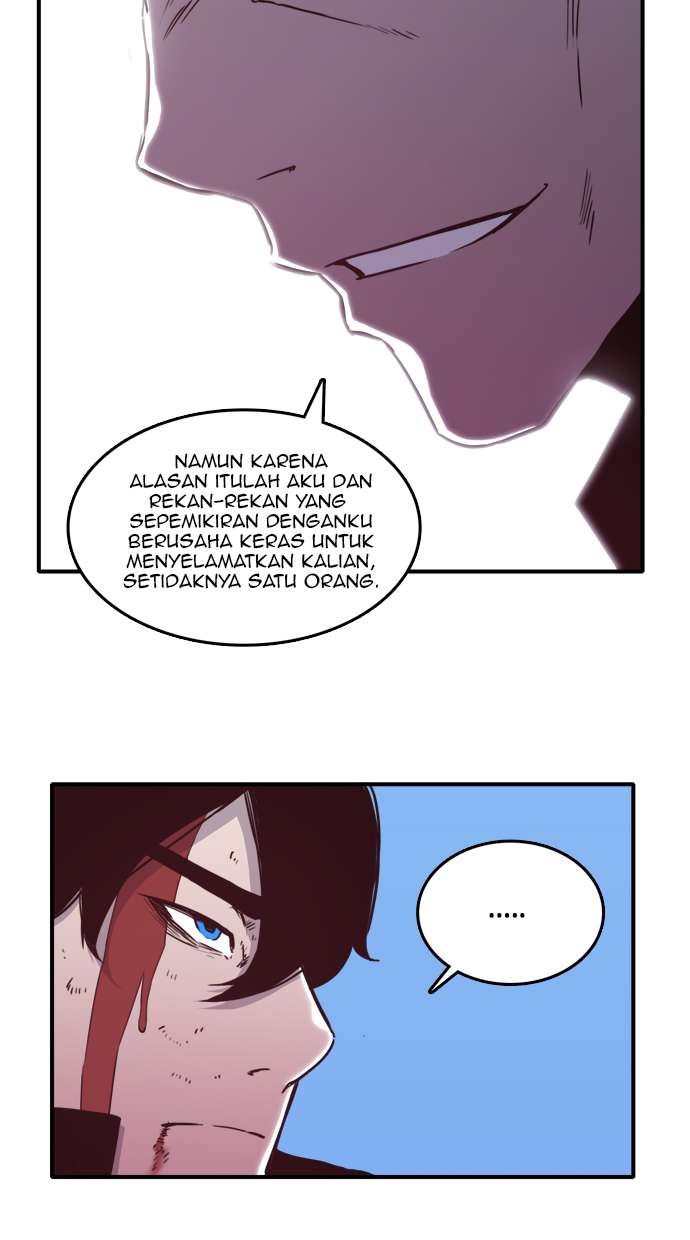 NAMUN KARENA
ALASAN ITULAH AKU DAN
REKAN-REKAN YANG
SEPEMIKIRAN DENGANKU
BERUSAHA KERAS UNTUK
MENYELAMATKAN KALIAN,
SETIDAKNYA SATU ORANG.
.....